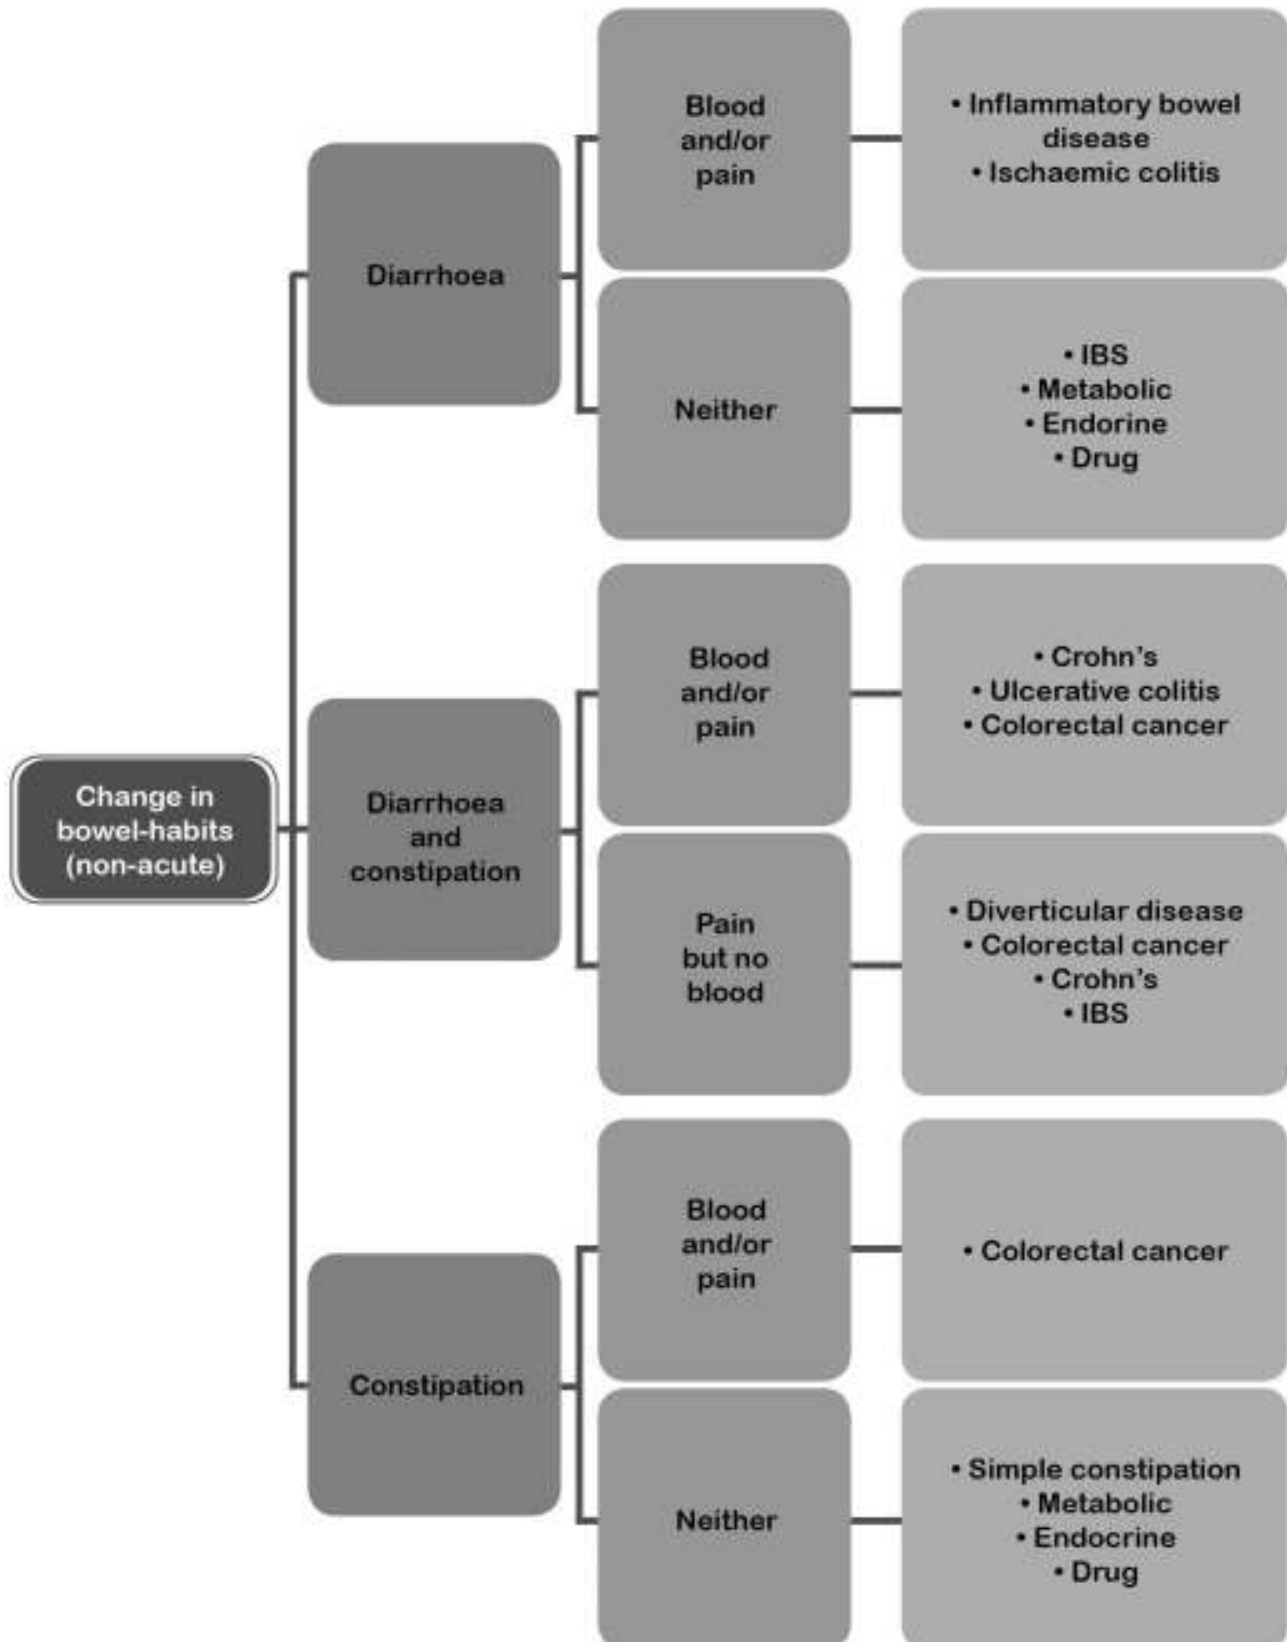 Change in
bowel-habits
(non-acute)
Diarrhoea
Blood
and/or
pain
• Inflammatory bowel
disease
• Ischaemic colitis
Neither
• IBS
• Metabolic
• Endorine
• Drug
Diarrhoea
and
constipation
Blood
and/or
pain
• Crohn's
• Ulcerative colitis
• Colorectal cancer
Pain
but no
blood
• Diverticular disease
• Colorectal cancer
• Crohn's
• IBS
Constipation
Blood
and/or
pain
• Colorectal cancer
Neither
• Simple constipation
• Metabolic
• Endocrine
• Drug